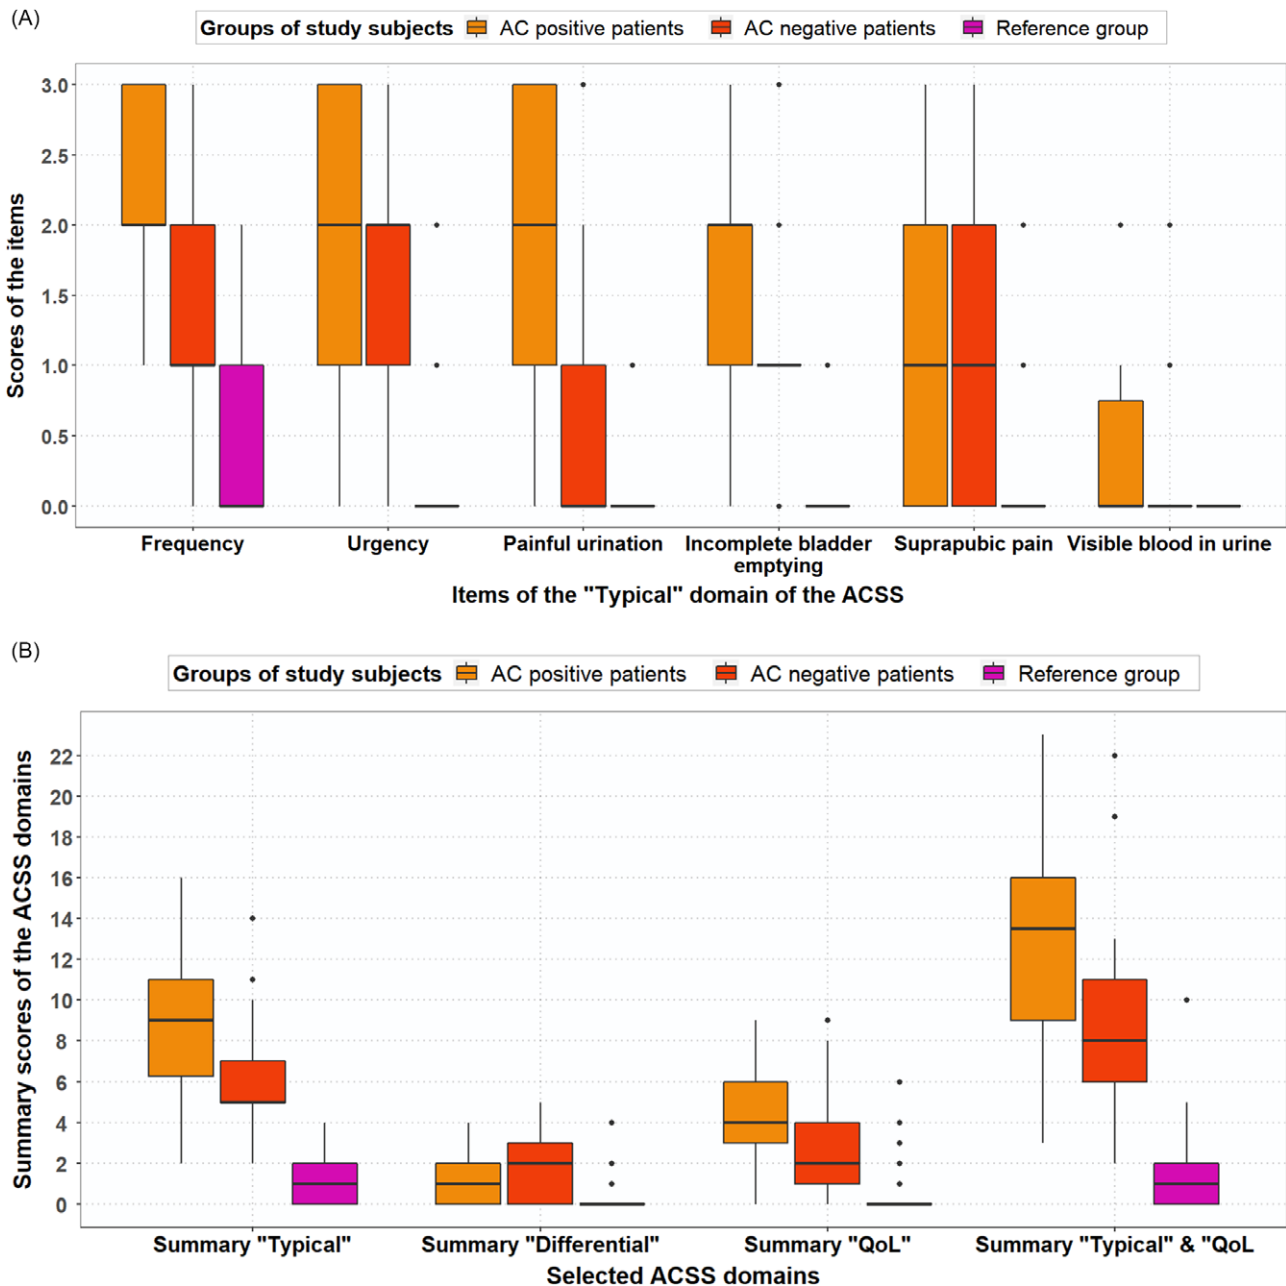 (A)
Groups of study subjects AC positive patients AC negative patients Reference group
3.0
2.5
2.0
1.5
1.0
0.5
0.0
Scores of the items
Frequency Urgency Painful urination Incomplete bladder emptying Suprapubic pain Visible blood in urine
Items of the "Typical" domain of the ACSS
(B)
Groups of study subjects AC positive patients AC negative patients Reference group
22
20
18
16
14
12
10
8
6
4
2
0
Summary scores of the ACSS domains
Summary "Typical" Summary "Differential" Summary "QoL" Summary "Typical" & "QoL
Selected ACSS domains